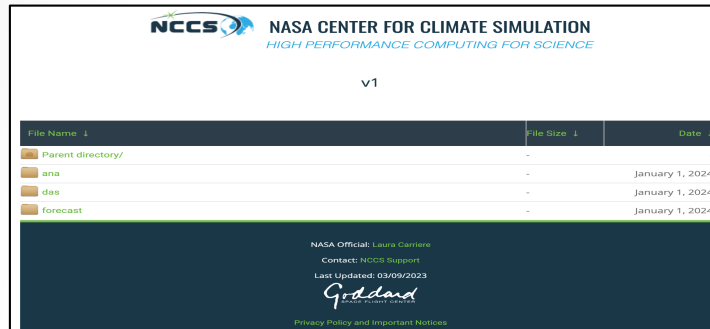 NCCS
NASA CENTER FOR CLIMATE SIMULATION
HIGH PERFORMANCE COMPUTING FOR SCIENCE
v1
File Name ↓ File Size ↓ Date ↓
Parent directory/ -
ana - January 1, 2024
das - January 1, 2024
forecast - January 1, 2024
NASA Official: Laura Carriere
Contact: NCCS Support
Last Updated: 03/09/2023
Goddard
SPACE FLIGHT CENTER
Privacy Policy and Important Notices